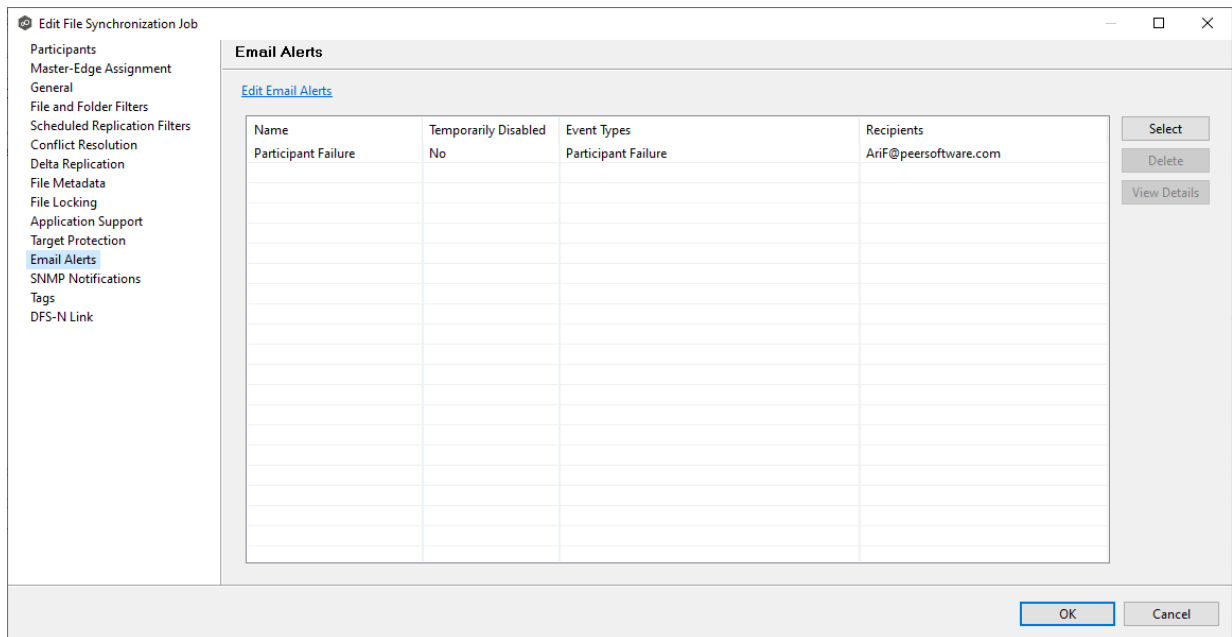 Edit File Synchronization Job
Participants
Master-Edge Assignment
General
File and Folder Filters
Scheduled Replication Filters
Conflict Resolution
Delta Replication
File Metadata
File Locking
Application Support
Target Protection
Email Alerts
SNMP Notifications
Tags
DFS-N Link
Email Alerts
Edit Email Alerts
Name Temporarily Disabled Event Types Recipients
Participant Failure No Participant Failure AriF@peersoftware.com
Select
Delete
View Details
OK Cancel